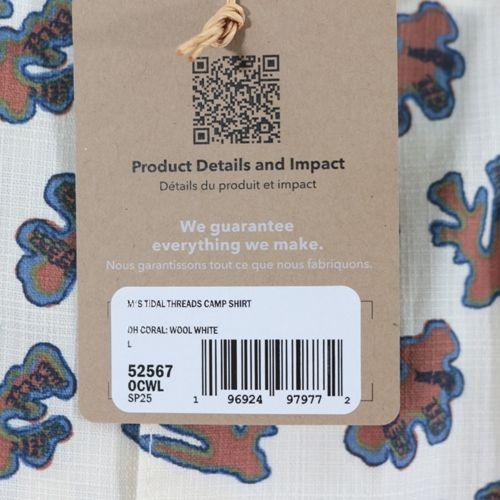 Product Details and Impact
Détails du produit et impact
We guarantee
everything we make.
Nous garantissons tout ce que nous fabriquons.
M'S TIDAL THREADS CAMP SHIRT
OH CORAL: WOOL WHITE
L
52567
OCWL
SP25
1 96924 97977 2